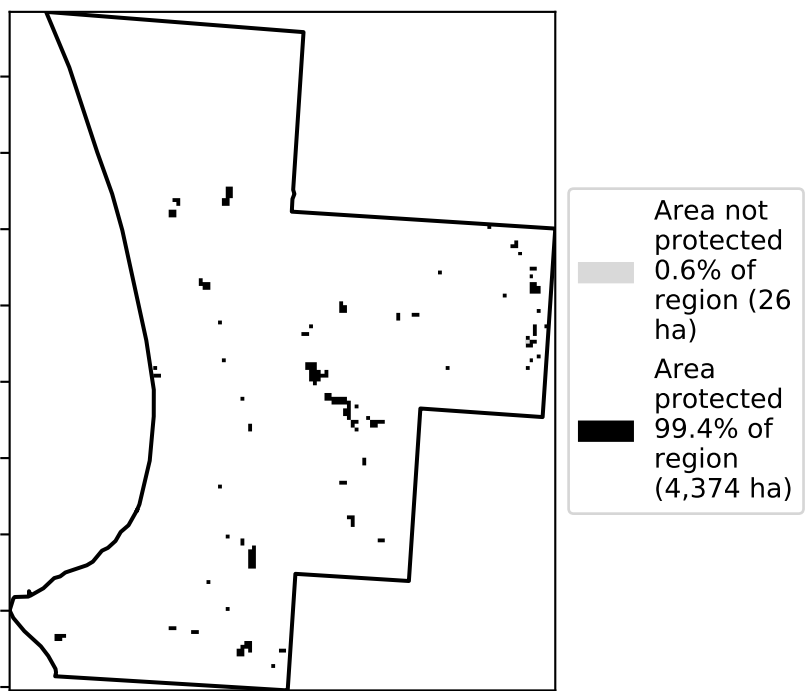 Area not
protected
0.6% of
region (26
ha)
Area
protected
99.4% of
region
(4,374 ha)